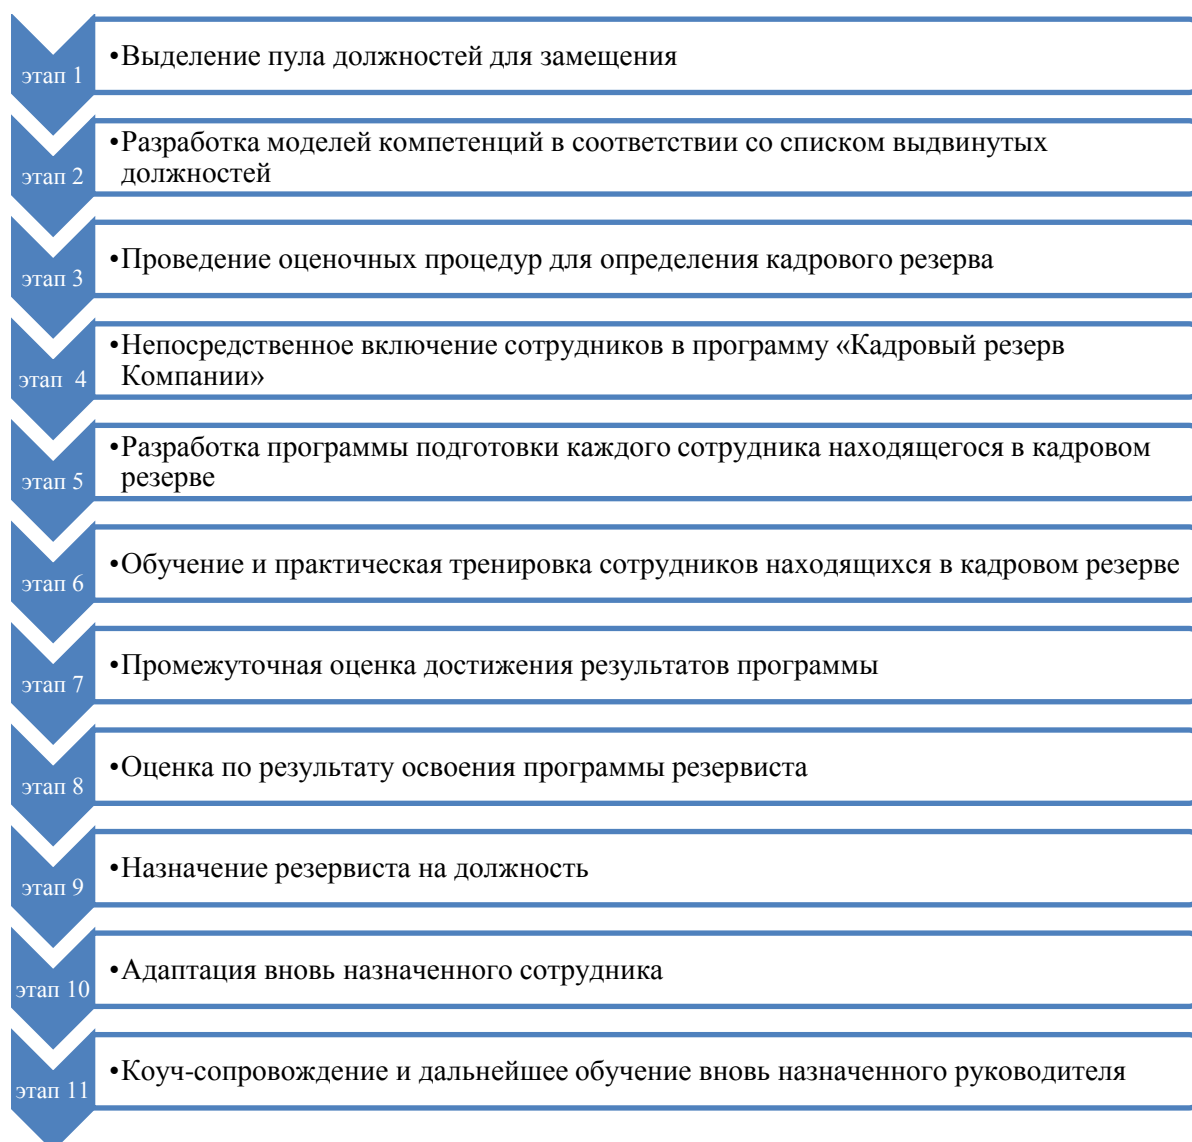 этап 1
•Выделение пула должностей для замещения
этап 2
•Разработка моделей компетенций в соответствии со списком выдвинутых
должностей
этап 3
•Проведение оценочных процедур для определения кадрового резерва
этап 4
•Непосредственное включение сотрудников в программу «Кадровый резерв
Компании»
этап 5
•Разработка программы подготовки каждого сотрудника находящегося в кадровом
резерве
этап 6
•Обучение и практическая тренировка сотрудников находящихся в кадровом резерве
этап 7
•Промежуточная оценка достижения результатов программы
этап 8
•Оценка по результату освоения программы резервиста
этап 9
•Назначение резервиста на должность
этап 10
•Адаптация вновь назначенного сотрудника
этап 11
•Коуч-сопровождение и дальнейшее обучение вновь назначенного руководителя